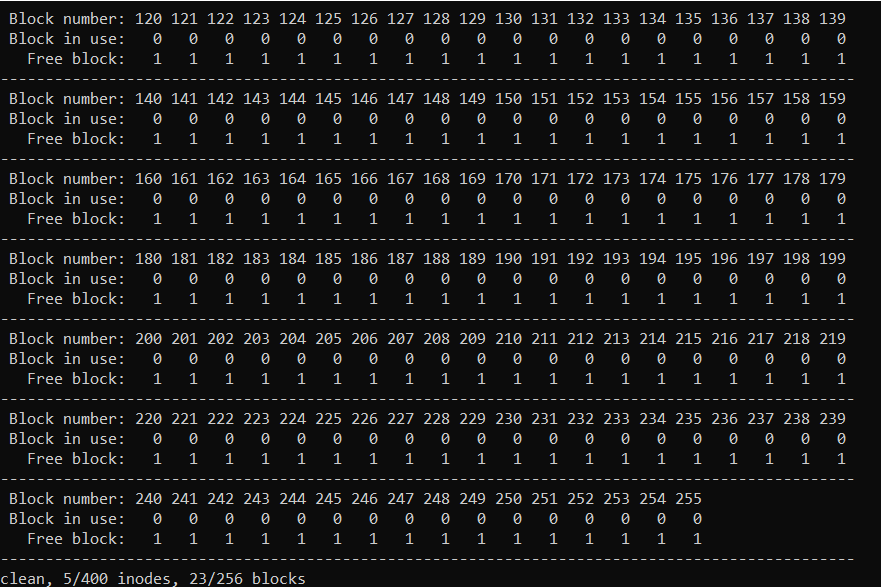 Block number: 120 121 122 123 124 125 126 127 128 129 130 131 132 133 134 135 136 137 138 139
Block in use: 0 0 0 0 0 0 0 0 0 0 0 0 0 0 0 0 0 0 0 0
Free block: 1 1 1 1 1 1 1 1 1 1 1 1 1 1 1 1 1 1 1 1
-----------------------------------------------------------------------------------------------
Block number: 140 141 142 143 144 145 146 147 148 149 150 151 152 153 154 155 156 157 158 159
Block in use: 0 0 0 0 0 0 0 0 0 0 0 0 0 0 0 0 0 0 0 0
Free block: 1 1 1 1 1 1 1 1 1 1 1 1 1 1 1 1 1 1 1 1
-----------------------------------------------------------------------------------------------
Block number: 160 161 162 163 164 165 166 167 168 169 170 171 172 173 174 175 176 177 178 179
Block in use: 0 0 0 0 0 0 0 0 0 0 0 0 0 0 0 0 0 0 0 0
Free block: 1 1 1 1 1 1 1 1 1 1 1 1 1 1 1 1 1 1 1 1
-----------------------------------------------------------------------------------------------
Block number: 180 181 182 183 184 185 186 187 188 189 190 191 192 193 194 195 196 197 198 199
Block in use: 0 0 0 0 0 0 0 0 0 0 0 0 0 0 0 0 0 0 0 0
Free block: 1 1 1 1 1 1 1 1 1 1 1 1 1 1 1 1 1 1 1 1
-----------------------------------------------------------------------------------------------
Block number: 200 201 202 203 204 205 206 207 208 209 210 211 212 213 214 215 216 217 218 219
Block in use: 0 0 0 0 0 0 0 0 0 0 0 0 0 0 0 0 0 0 0 0
Free block: 1 1 1 1 1 1 1 1 1 1 1 1 1 1 1 1 1 1 1 1
-----------------------------------------------------------------------------------------------
Block number: 220 221 222 223 224 225 226 227 228 229 230 231 232 233 234 235 236 237 238 239
Block in use: 0 0 0 0 0 0 0 0 0 0 0 0 0 0 0 0 0 0 0 0
Free block: 1 1 1 1 1 1 1 1 1 1 1 1 1 1 1 1 1 1 1 1
-----------------------------------------------------------------------------------------------
Block number: 240 241 242 243 244 245 246 247 248 249 250 251 252 253 254 255
Block in use: 0 0 0 0 0 0 0 0 0 0 0 0 0 0 0 0
Free block: 1 1 1 1 1 1 1 1 1 1 1 1 1 1 1 1
-----------------------------------------------------------------------------------------------
clean, 5/400 inodes, 23/256 blocks